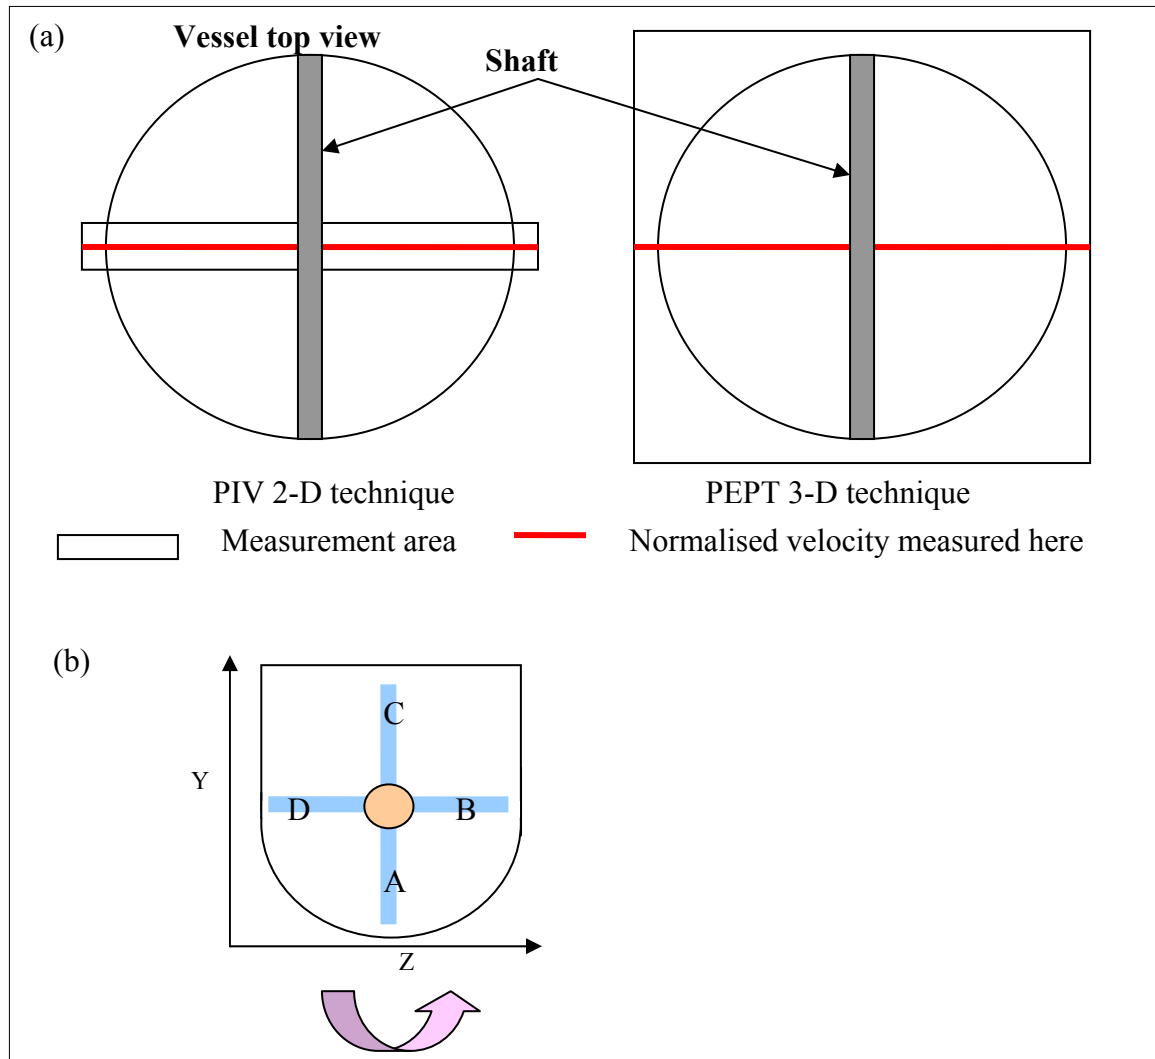 (a)
Vessel top view
Shaft
PIV 2-D technique
PEPT 3-D technique
Measurement area
Normalised velocity measured here
(b)
C
Y
D
B
A
Z